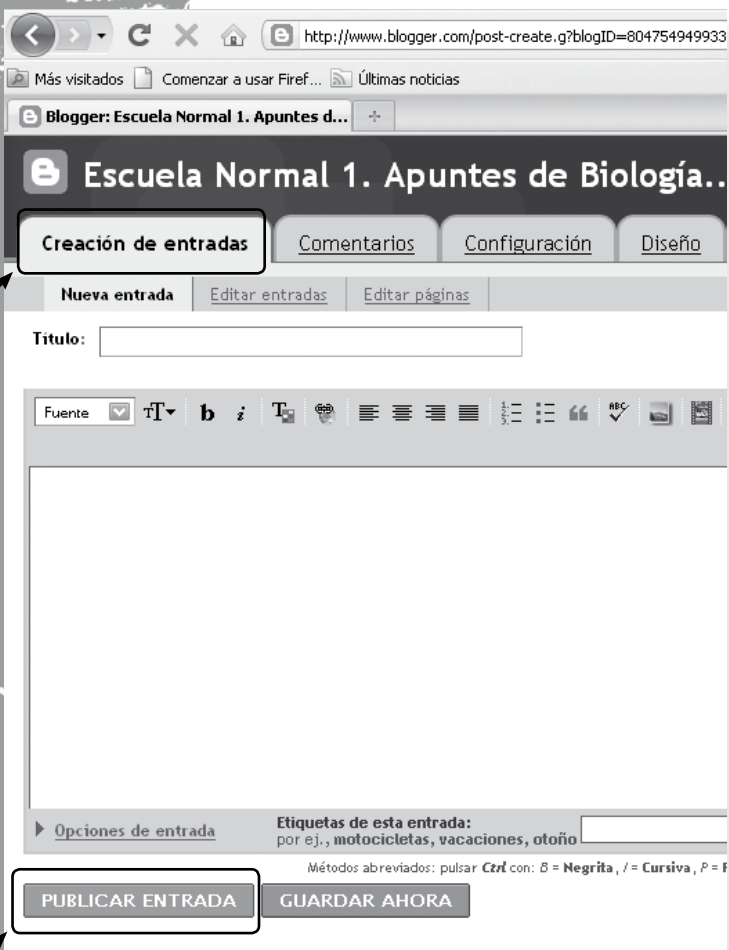 http://www.blogger.com/post-create.g?blogID=804754949933
Más visitados Comenzar a usar Firef... Últimas noticias
Blogger: Escuela Normal 1. Apuntes d...
Escuela Normal 1. Apuntes de Biología..
Creación de entradas Comentarios Configuración Diseño
Nueva entrada Editar entradas Editar páginas
Título:
Fuente
Opciones de entrada Etiquetas de esta entrada:
por ej., motocicletas, vacaciones, otoño
Métodos abreviados: pulsar Ctrl con: B = Negrita, I = Cursiva, P =
PUBLICAR ENTRADA GUARDAR AHORA